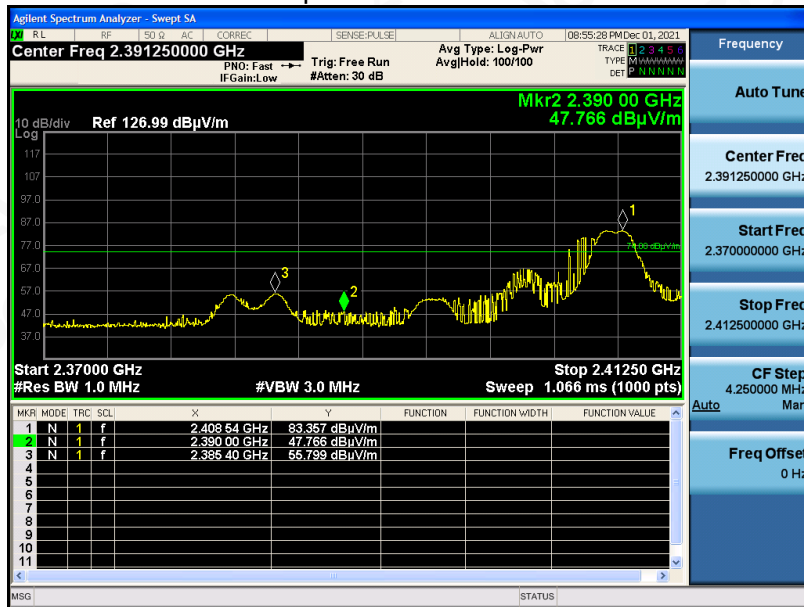 Agilent Spectrum Analyzer - Swept SA
LXI RL RF 50 Ω AC CORREC SENSE:PULSE ALIGN AUTO 08:55:28 PM Dec 01, 2021
Center Freq 2.391250000 GHz
PNO: Fast
IFGain:Low
Trig: Free Run
#Atten: 30 dB
Avg Type: Log-Pwr
Avg|Hold: 100/100
TRACE 1 2 3 4 5 6
TYPE M
DET P N N N N N
Mkr2 2.390 00 GHz
47.766 dBµV/m
10 dB/div Ref 126.99 dBµV/m
Log
117
107
97.0
87.0
77.0
67.0
57.0
47.0
37.0
1
2
3
74.00 dBµV/m
Start 2.37000 GHz Stop 2.41250 GHz
#Res BW 1.0 MHz #VBW 3.0 MHz Sweep 1.066 ms (1000 pts)
MKR MODE TRC SCL X Y FUNCTION FUNCTION WIDTH FUNCTION VALUE
1 N 1 f 2.408 54 GHz 83.357 dBµV/m
2 N 1 f 2.390 00 GHz 47.766 dBµV/m
3 N 1 f 2.385 40 GHz 55.799 dBµV/m
4
5
6
7
8
9
10
11
MSG STATUS
Frequency
Auto Tune
Center Freq
2.391250000 GHz
Start Freq
2.370000000 GHz
Stop Freq
2.412500000 GHz
CF Step
4.250000 MHz
Auto Man
Freq Offset
0 Hz